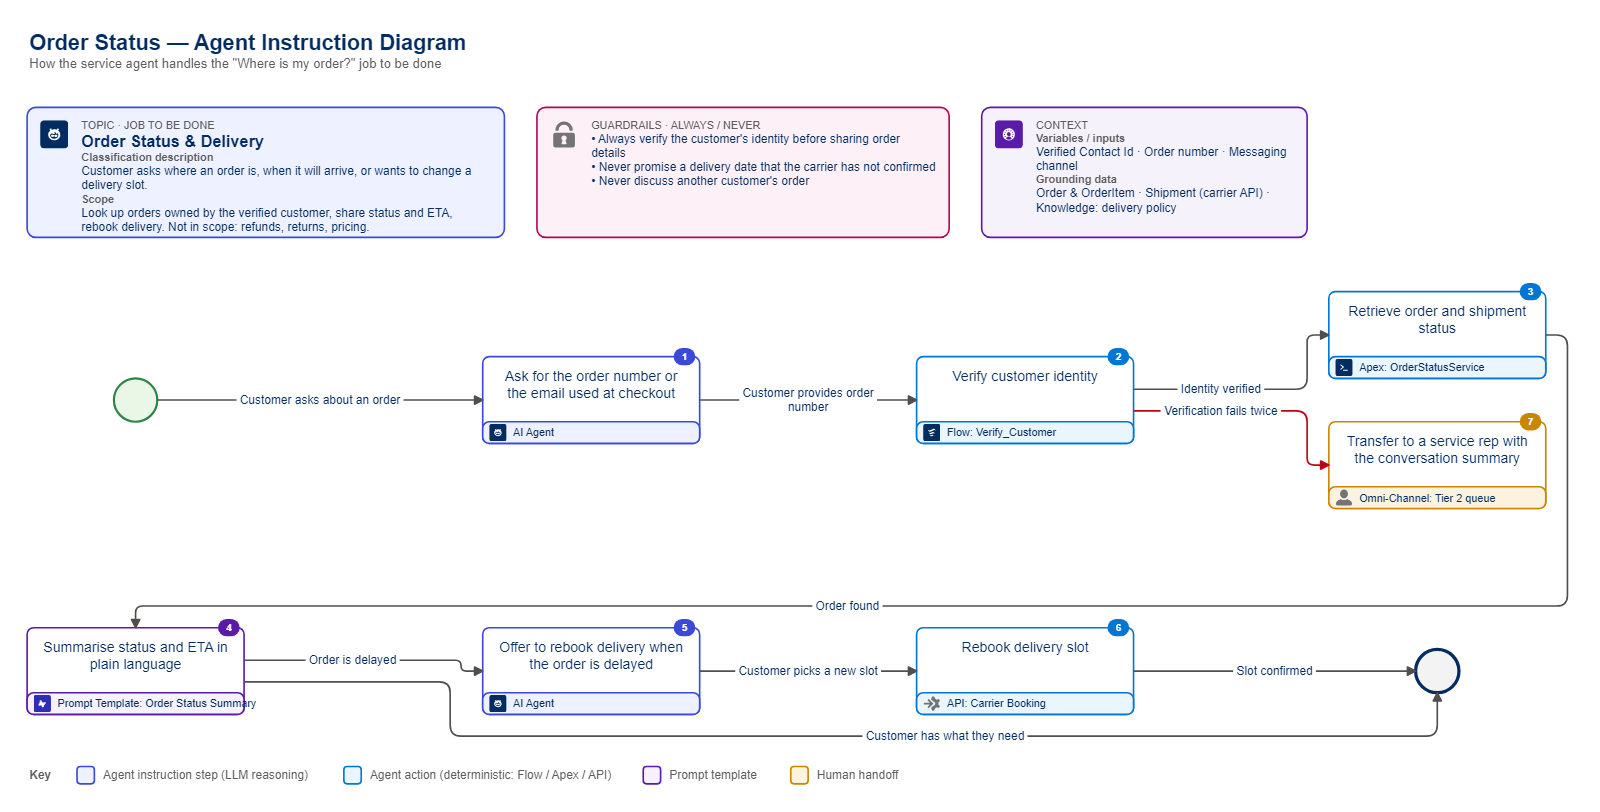 Order Status — Agent Instruction Diagram
How the service agent handles the "Where is my order?" job to be done
TOPIC · JOB TO BE DONE
Order Status & Delivery
Classification description
Customer asks where an order is, when it will arrive, or wants to change a
delivery slot.
Scope
Look up orders owned by the verified customer, share status and ETA,
rebook delivery. Not in scope: refunds, returns, pricing.
GUARDRAILS · ALWAYS / NEVER
• Always verify the customer's identity before sharing order
details
• Never promise a delivery date that the carrier has not confirmed
• Never discuss another customer's order
CONTEXT
Variables / inputs
Verified Contact Id · Order number · Messaging
channel
Grounding data
Order & OrderItem · Shipment (carrier API) ·
Knowledge: delivery policy
Customer asks about an order
1
Ask for the order number or
the email used at checkout
AI Agent
Customer provides order
number
2
Verify customer identity
Flow: Verify_Customer
Identity verified
Verification fails twice
3
Retrieve order and shipment
status
Apex: OrderStatusService
7
Transfer to a service rep with
the conversation summary
Omni-Channel: Tier 2 queue
Order found
4
Summarise status and ETA in
plain language
Prompt Template: Order Status Summary
Order is delayed
5
Offer to rebook delivery when
the order is delayed
AI Agent
Customer picks a new slot
6
Rebook delivery slot
API: Carrier Booking
Slot confirmed
Customer has what they need
Key
Agent instruction step (LLM reasoning)
Agent action (deterministic: Flow / Apex / API)
Prompt template
Human handoff